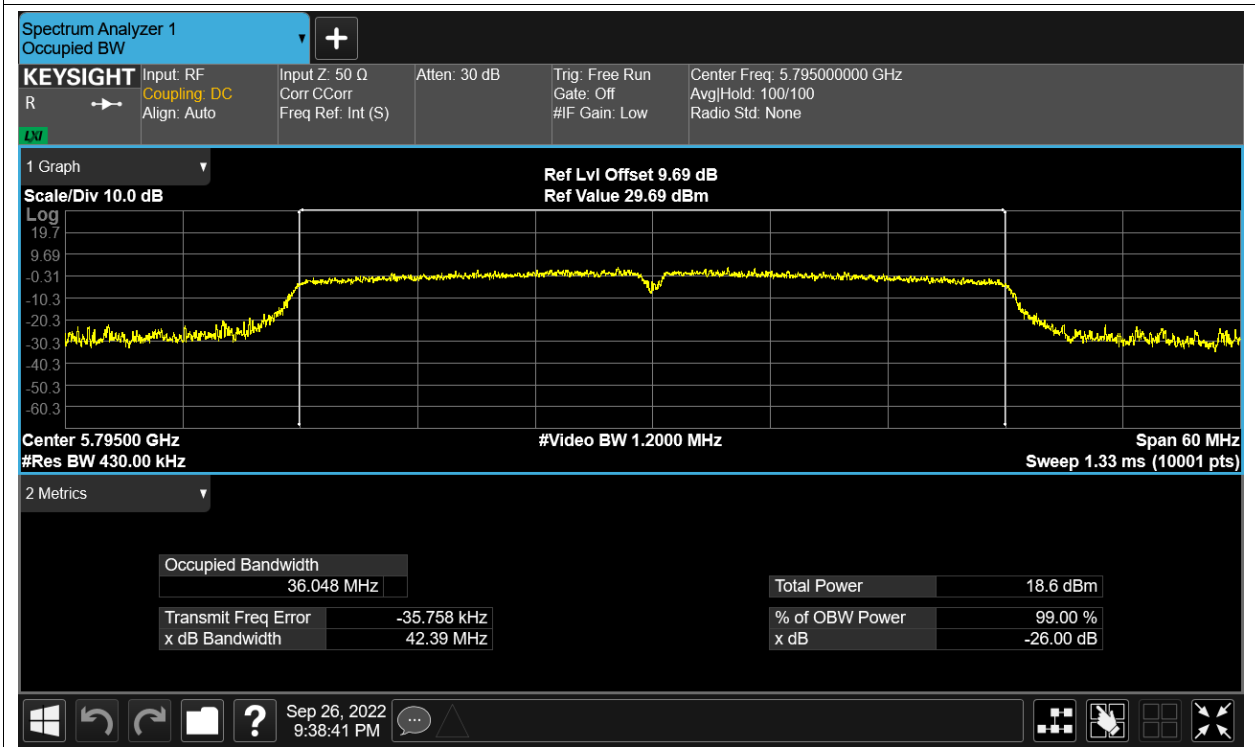 Spectrum Analyzer 1
Occupied BW
KEYSIGHT
R
LXI
Input: RF
Coupling: DC
Align: Auto
Input Z: 50 Ω
Corr CCorr
Freq Ref: Int (S)
Atten: 30 dB
Trig: Free Run
Gate: Off
#IF Gain: Low
Center Freq: 5.795000000 GHz
Avg|Hold: 100/100
Radio Std: None
1 Graph
Ref Lvl Offset 9.69 dB
Scale/Div 10.0 dB
Ref Value 29.69 dBm
Log
19.7
9.69
-0.31
-10.3
-20.3
-30.3
-40.3
-50.3
-60.3
Center 5.79500 GHz
#Video BW 1.2000 MHz
Span 60 MHz
#Res BW 430.00 kHz
Sweep 1.33 ms (10001 pts)
2 Metrics
Occupied Bandwidth
36.048 MHz
Total Power 18.6 dBm
Transmit Freq Error -35.758 kHz
% of OBW Power 99.00 %
x dB Bandwidth 42.39 MHz
x dB -26.00 dB
?
Sep 26, 2022
9:38:41 PM